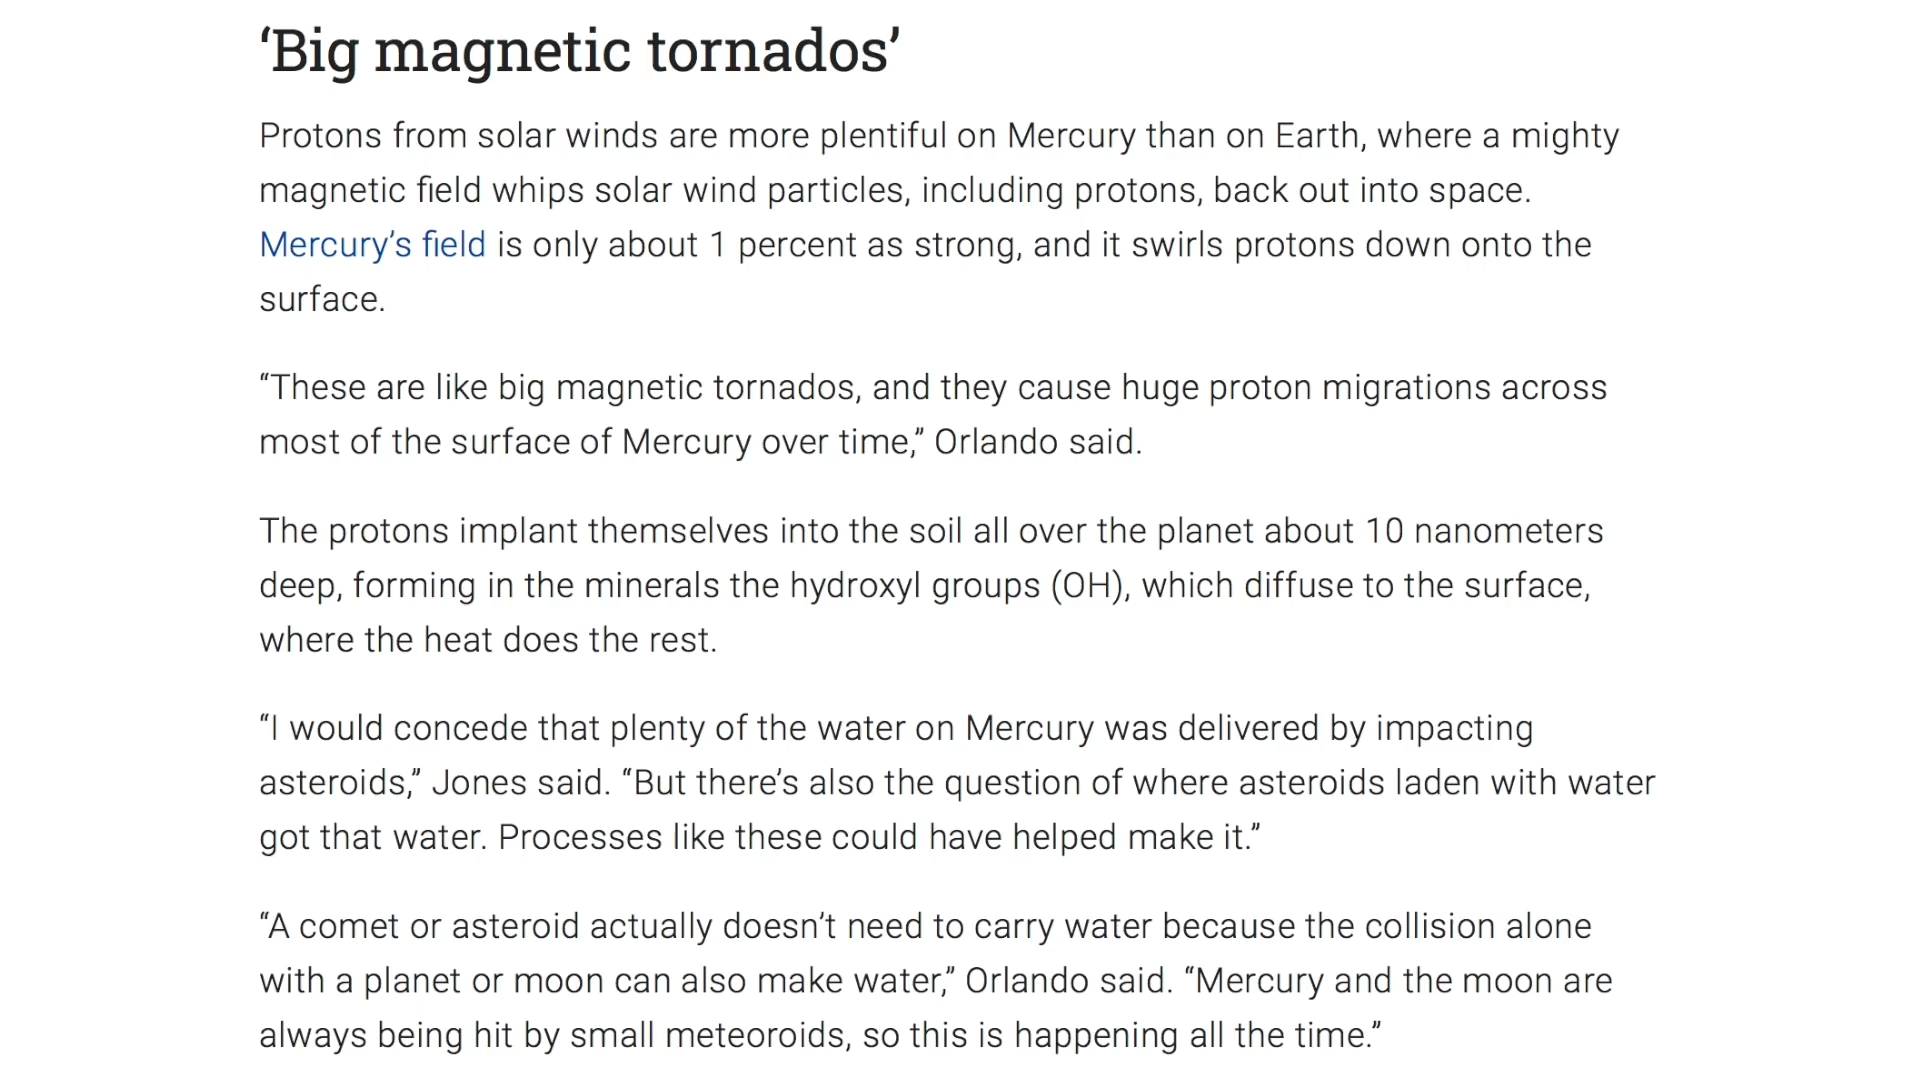 ‘Big magnetic tornados’
Protons from solar winds are more plentiful on Mercury than on Earth, where a mighty
magnetic field whips solar wind particles, including protons, back out into space.
Mercury’s field is only about 1 percent as strong, and it swirls protons down onto the
surface.
“These are like big magnetic tornados, and they cause huge proton migrations across
most of the surface of Mercury over time,” Orlando said.
The protons implant themselves into the soil all over the planet about 10 nanometers
deep, forming in the minerals the hydroxyl groups (OH), which diffuse to the surface,
where the heat does the rest.
“I would concede that plenty of the water on Mercury was delivered by impacting
asteroids,” Jones said. “But there’s also the question of where asteroids laden with water
got that water. Processes like these could have helped make it.”
“A comet or asteroid actually doesn’t need to carry water because the collision alone
with a planet or moon can also make water,” Orlando said. “Mercury and the moon are
always being hit by small meteoroids, so this is happening all the time.”